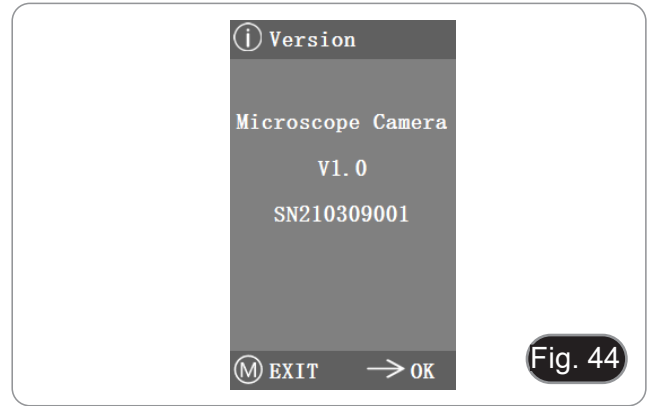 Version
Microscope Camera
V1.0
SN210309001
M EXIT → OK
Fig. 44